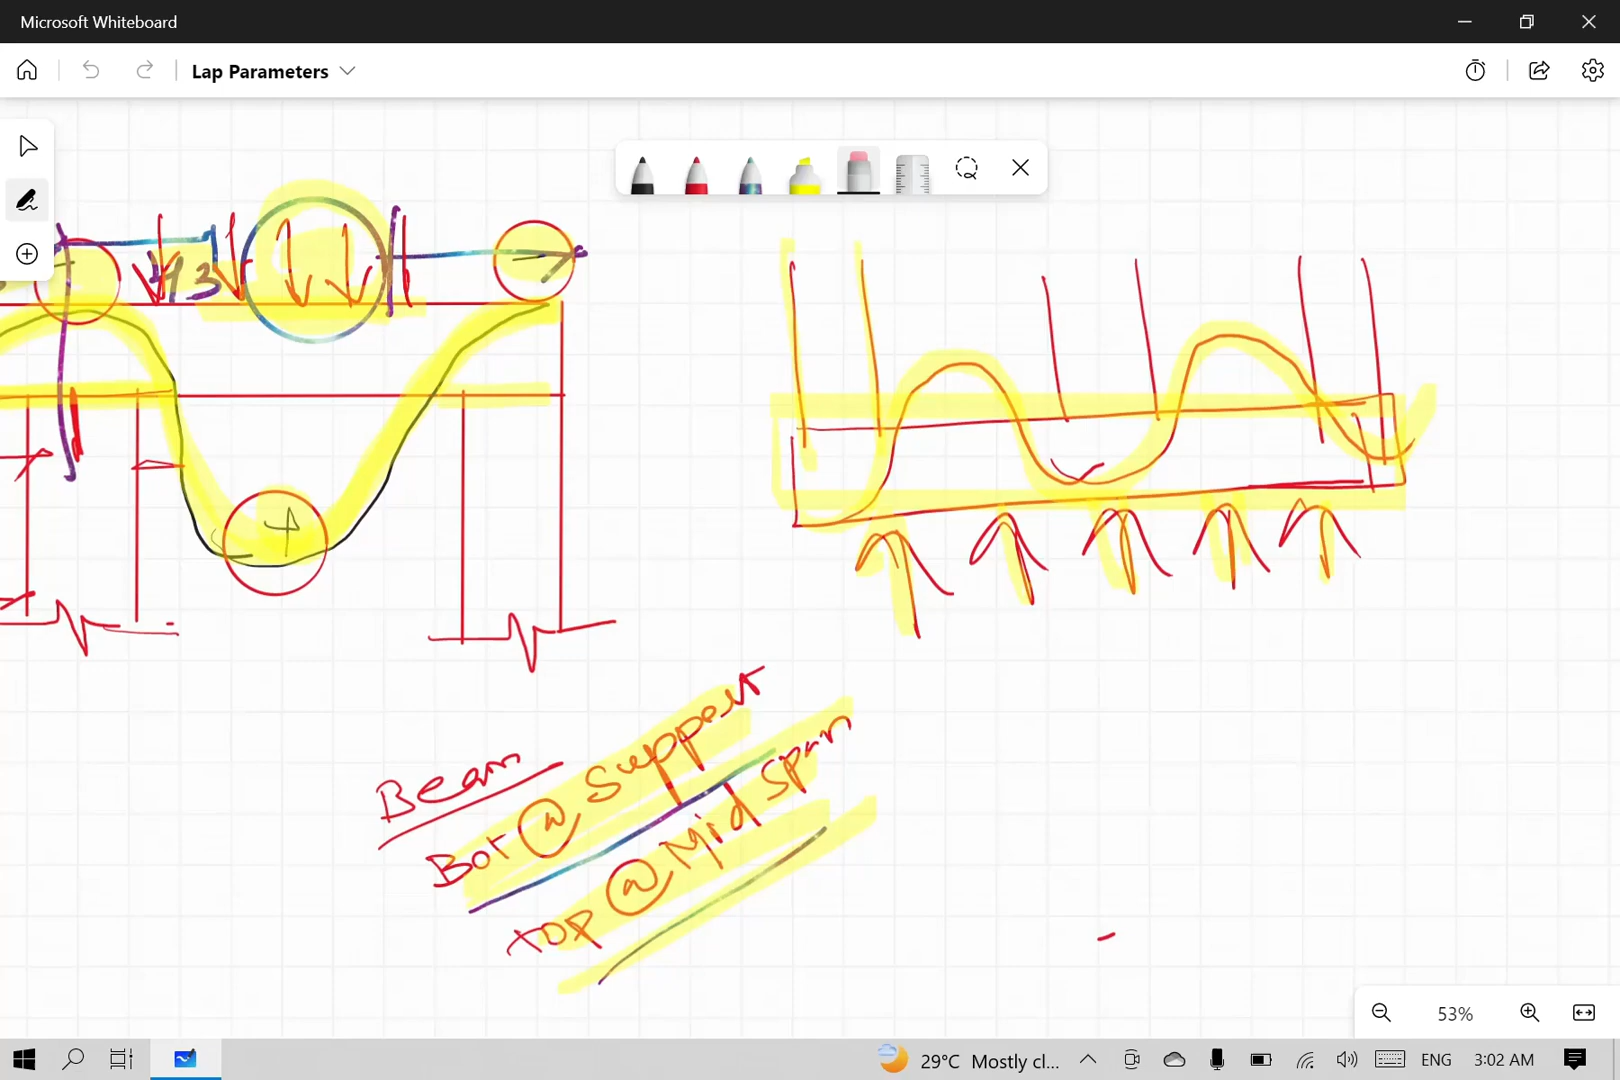 Microsoft Whiteboard
Lap Parameters
Beam
Bot @ Support
Top @ Mid Span
53%
29°C Mostly cl...
ENG
3:02 AM